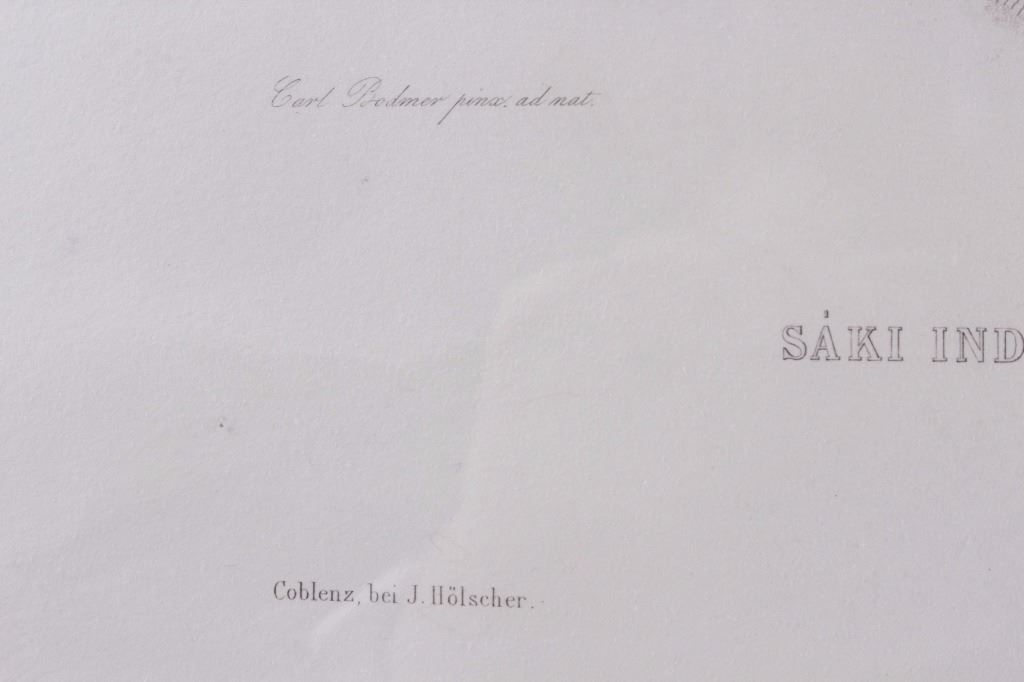 Carl Bodmer pinx. ad nat.
SÁKI IND
Coblenz, bei J. Hölscher.